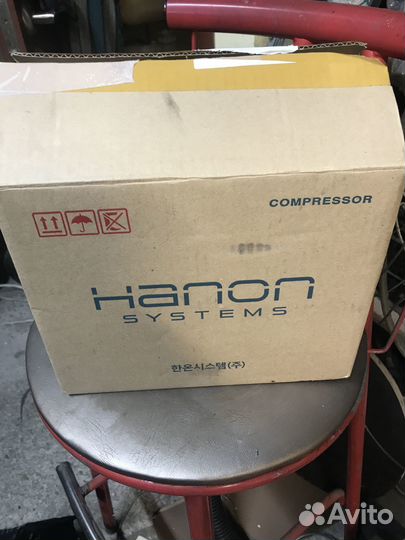 COMPRESSOR
Hanon
SYSTEMS
한온시스템(주)
Avito